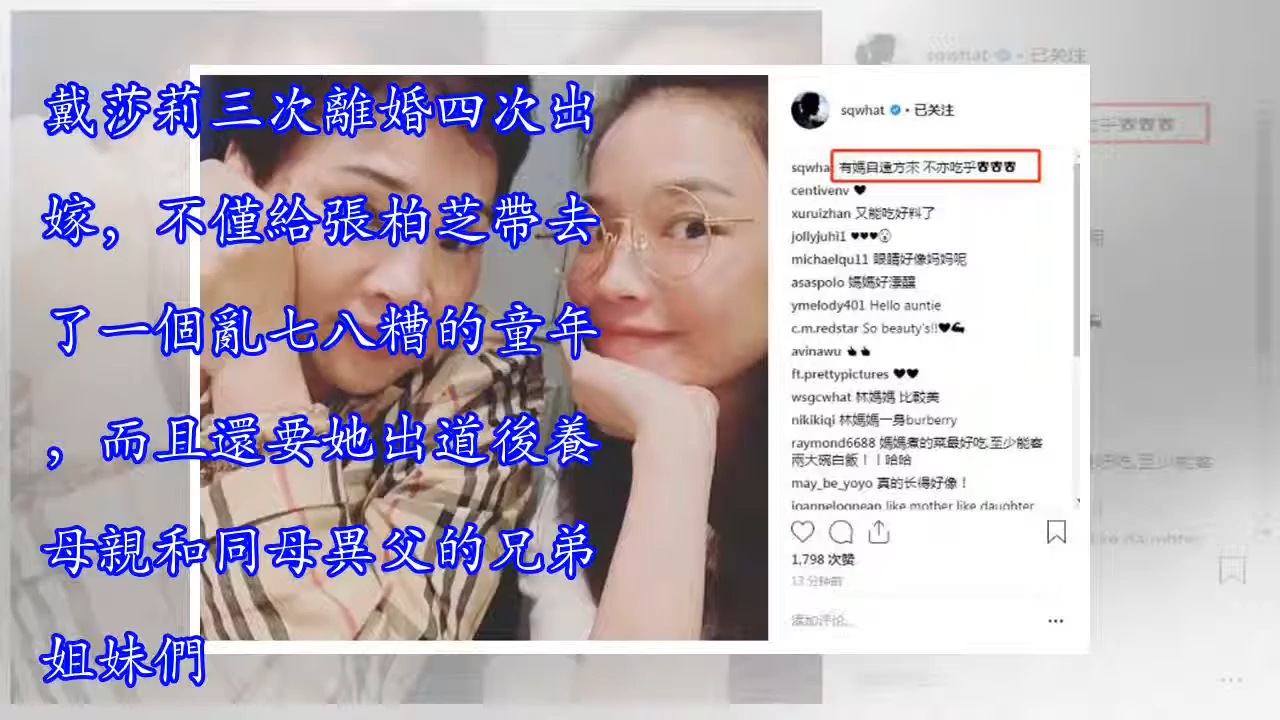 戴莎莉三次離婚四次出
嫁，不僅給張柏芝帶去
了一個亂七八糟的童年
，而且還要她出道後養
母親和同母異父的兄弟
姐妹們
sqwhat • 已关注
sqwhat 有媽自遠方來 不亦吃乎
centivenv
xuruizhan 又能吃好料了
jollyjuhi1
michaelqu11 眼睛好像妈妈呢
asaspolo 媽媽好漂釀
ymelody401 Hello auntie
c.m.redstar So beauty's!!
avinawu
ft.prettypictures
wsgcwhat 林媽媽 比較美
nikikiqi 林媽媽一身burberry
raymond6688 媽媽煮的菜最好吃.至少能客
兩大碗白飯！｜哈哈
may_be_yoyo 真的长得好像！
joanneloonean like mother like daughter
1,798 次赞
13 分钟前
添加评论...